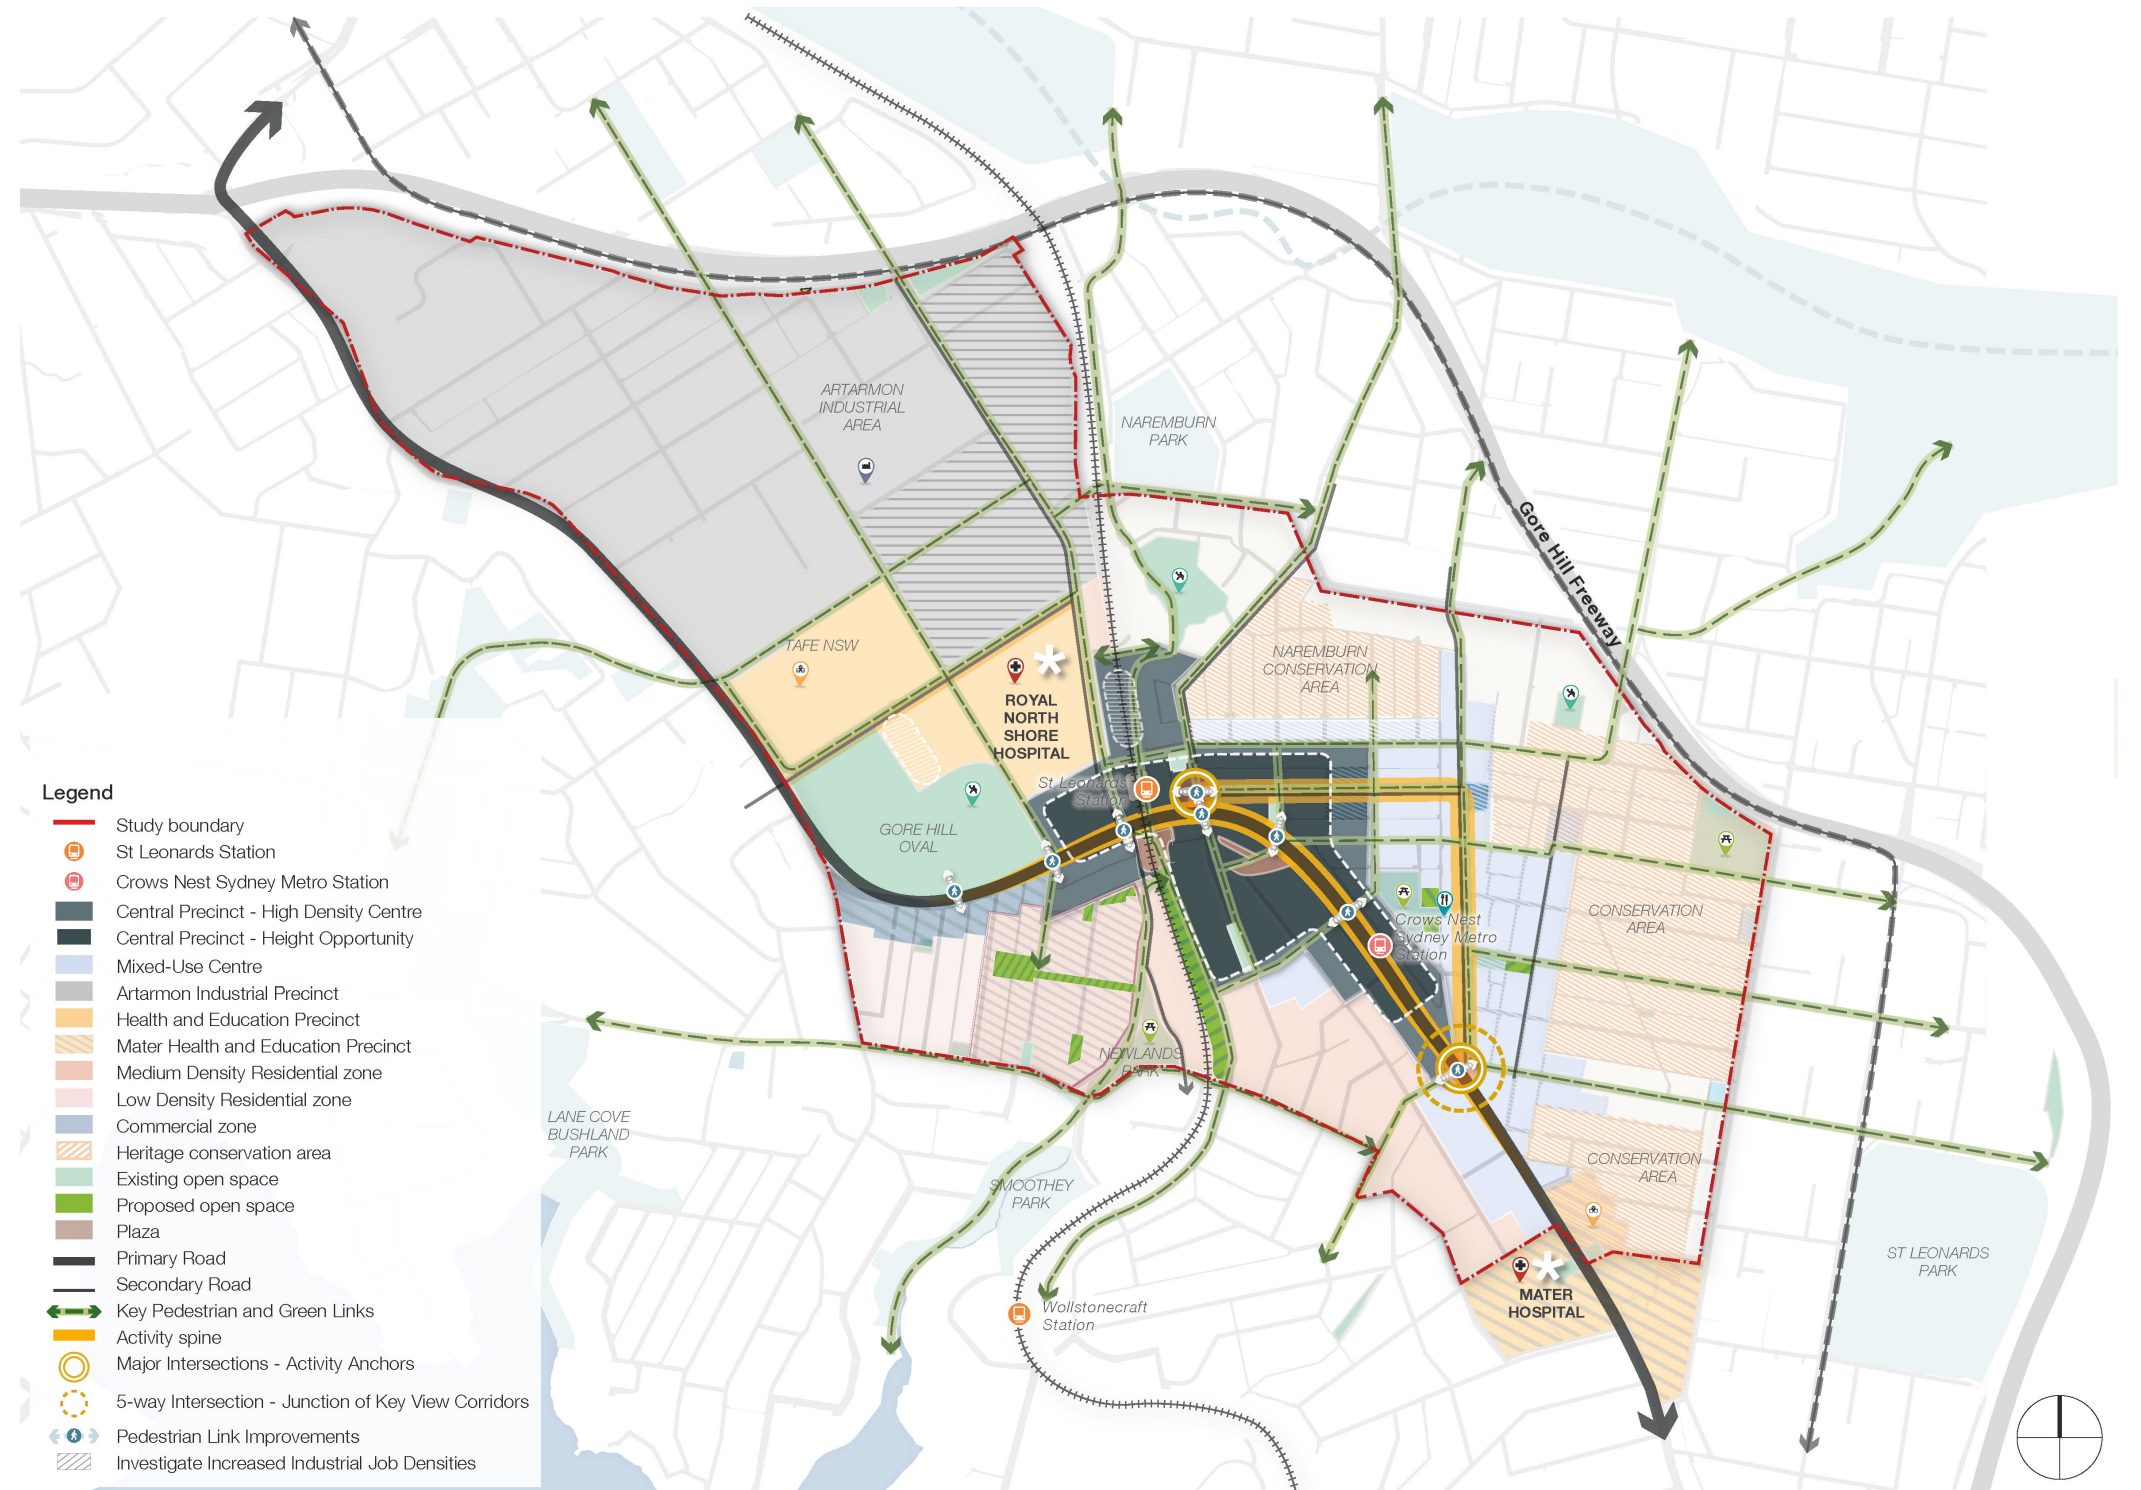 ARTARMON
INDUSTRIAL
AREA
NAREMBURN
PARK
Gore Hill Freeway
TAFE NSW
NAREMBURN
CONSERVATION
AREA
ROYAL
NORTH
SHORE
HOSPITAL
St Leonards
Station
GORE HILL
OVAL
Crows Nest
Sydney Metro
Station
CONSERVATION
AREA
NEWLANDS
PARK
LANE COVE
BUSHLAND
PARK
SMOOTHEY
PARK
CONSERVATION
AREA
ST LEONARDS
PARK
MATER
HOSPITAL
Wollstonecraft
Station
Legend
Study boundary
St Leonards Station
Crows Nest Sydney Metro Station
Central Precinct - High Density Centre
Central Precinct - Height Opportunity
Mixed-Use Centre
Artarmon Industrial Precinct
Health and Education Precinct
Mater Health and Education Precinct
Medium Density Residential zone
Low Density Residential zone
Commercial zone
Heritage conservation area
Existing open space
Proposed open space
Plaza
Primary Road
Secondary Road
Key Pedestrian and Green Links
Activity spine
Major Intersections - Activity Anchors
5-way Intersection - Junction of Key View Corridors
Pedestrian Link Improvements
Investigate Increased Industrial Job Densities